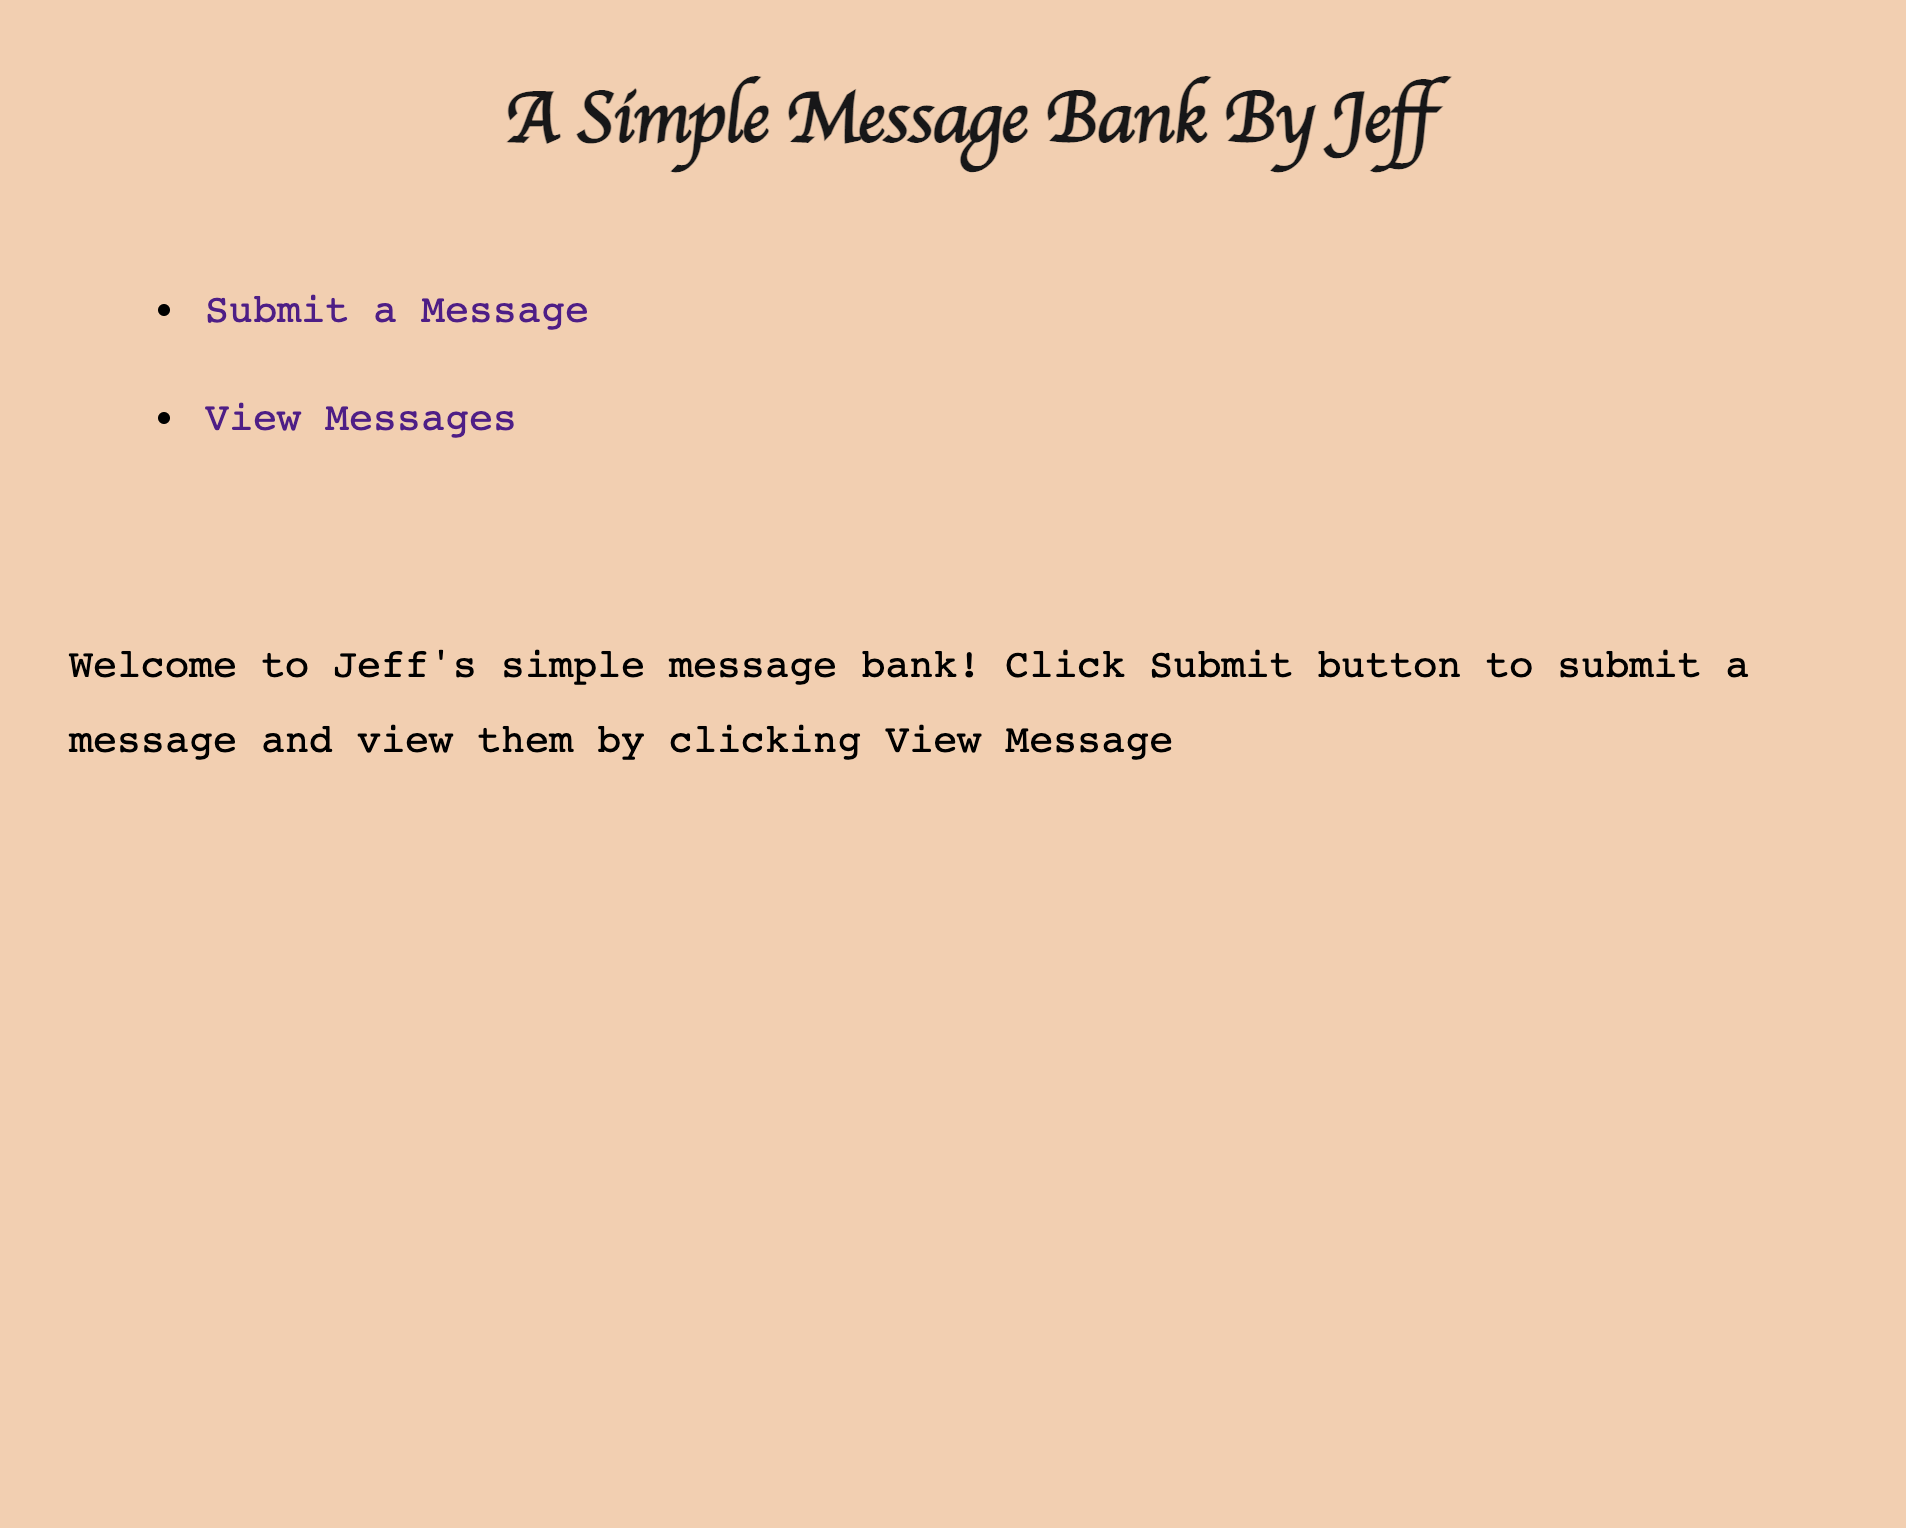 A Simple Message Bank By Jeff
Submit a Message
View Messages
Welcome to Jeff's simple message bank! Click Submit button to submit a
message and view them by clicking View Message